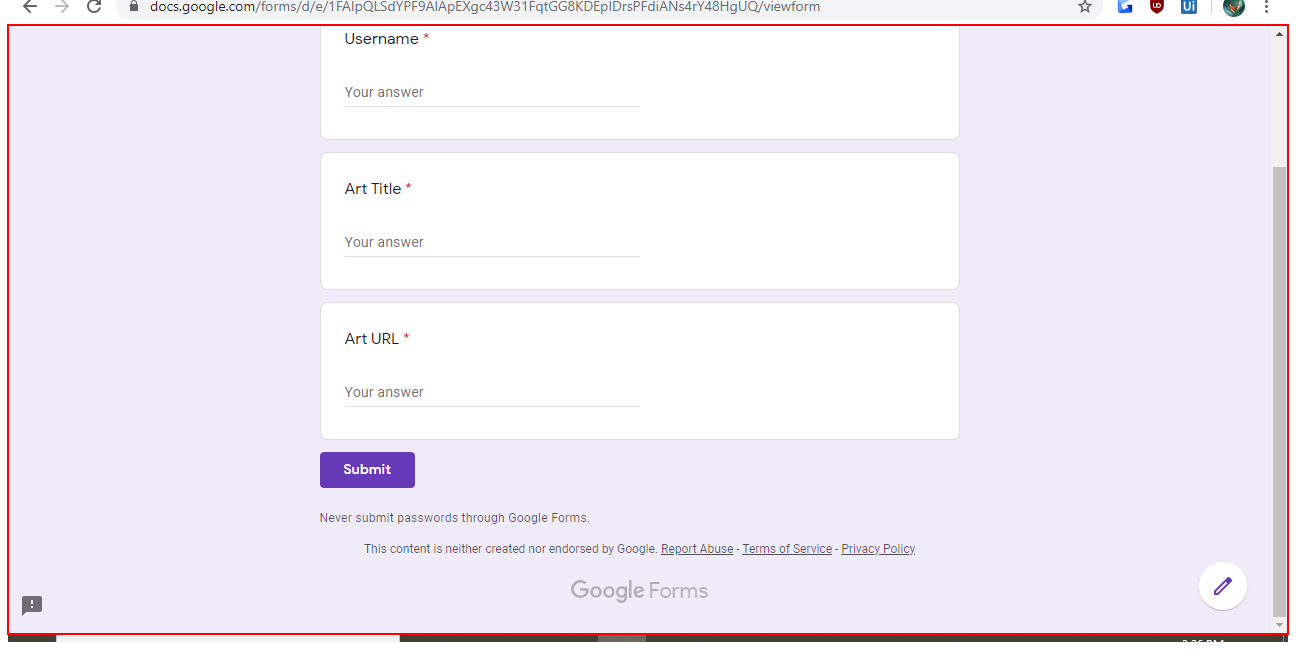 docs.google.com/forms/d/e/1FAIpQLSdYPF9AIApEXgc43W31FqtGG8KDEpIDrsPFdiANs4rY48HgUQ/viewform
Username *
Your answer
Art Title *
Your answer
Art URL *
Your answer
Submit
Never submit passwords through Google Forms.
This content is neither created nor endorsed by Google. Report Abuse - Terms of Service - Privacy Policy
Google Forms